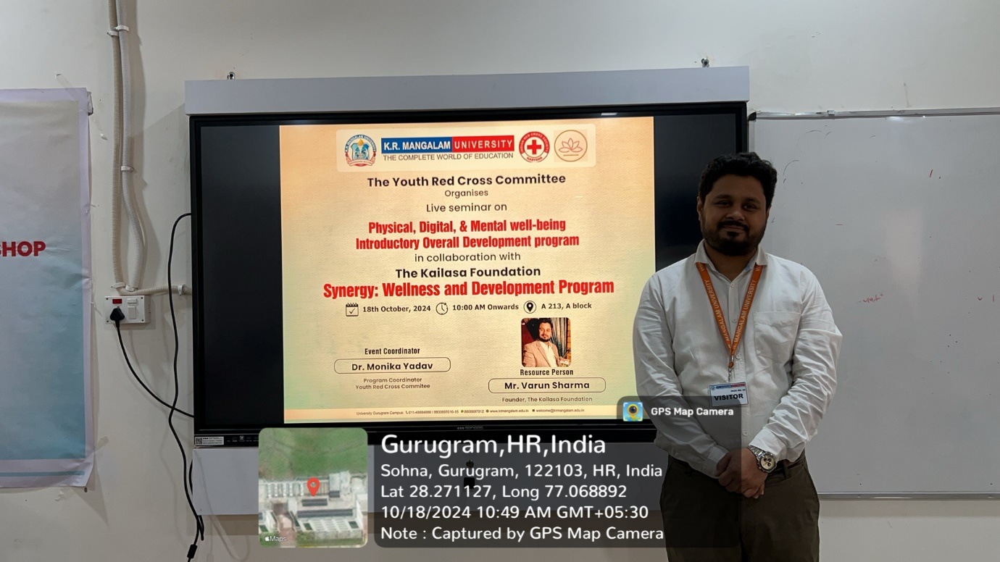 SHOP
K.R. MANGALAM UNIVERSITY
THE COMPLETE WORLD OF EDUCATION
The Youth Red Cross Committee
Organises
Live seminar on
Physical, Digital, & Mental well-being
Introductory Overall Development program
in collaboration with
The Kailasa Foundation
Synergy: Wellness and Development Program
18th October, 2024 10:00 AM Onwards A 213, A block
Event Coordinator
Dr. Monika Yadav
Program Coordinator
Youth Red Cross Commitee
Resource Person
Mr. Varun Sharma
Founder, The Kailasa Foundation
University Gurugram Campus: www.krmangalam.edu.in welcome@krmangalam.edu.in
MANGALAM UNIVERSITY
MANGALAM UNIVERSITY
VISITOR
GPS Map Camera
Gurugram,HR,India
Sohna, Gurugram, 122103, HR, India
Lat 28.271127, Long 77.068892
10/18/2024 10:49 AM GMT+05:30
Note : Captured by GPS Map Camera
Maps